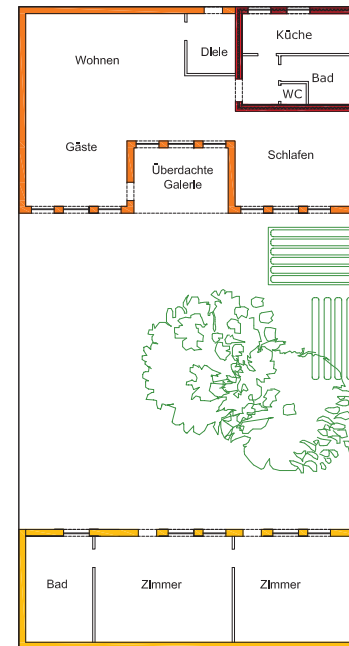 Küche
Wohnen
Diele
Bad
WC
Gäste
Schlafen
Überdachte
Galerie
Bad
Zimmer
Zimmer